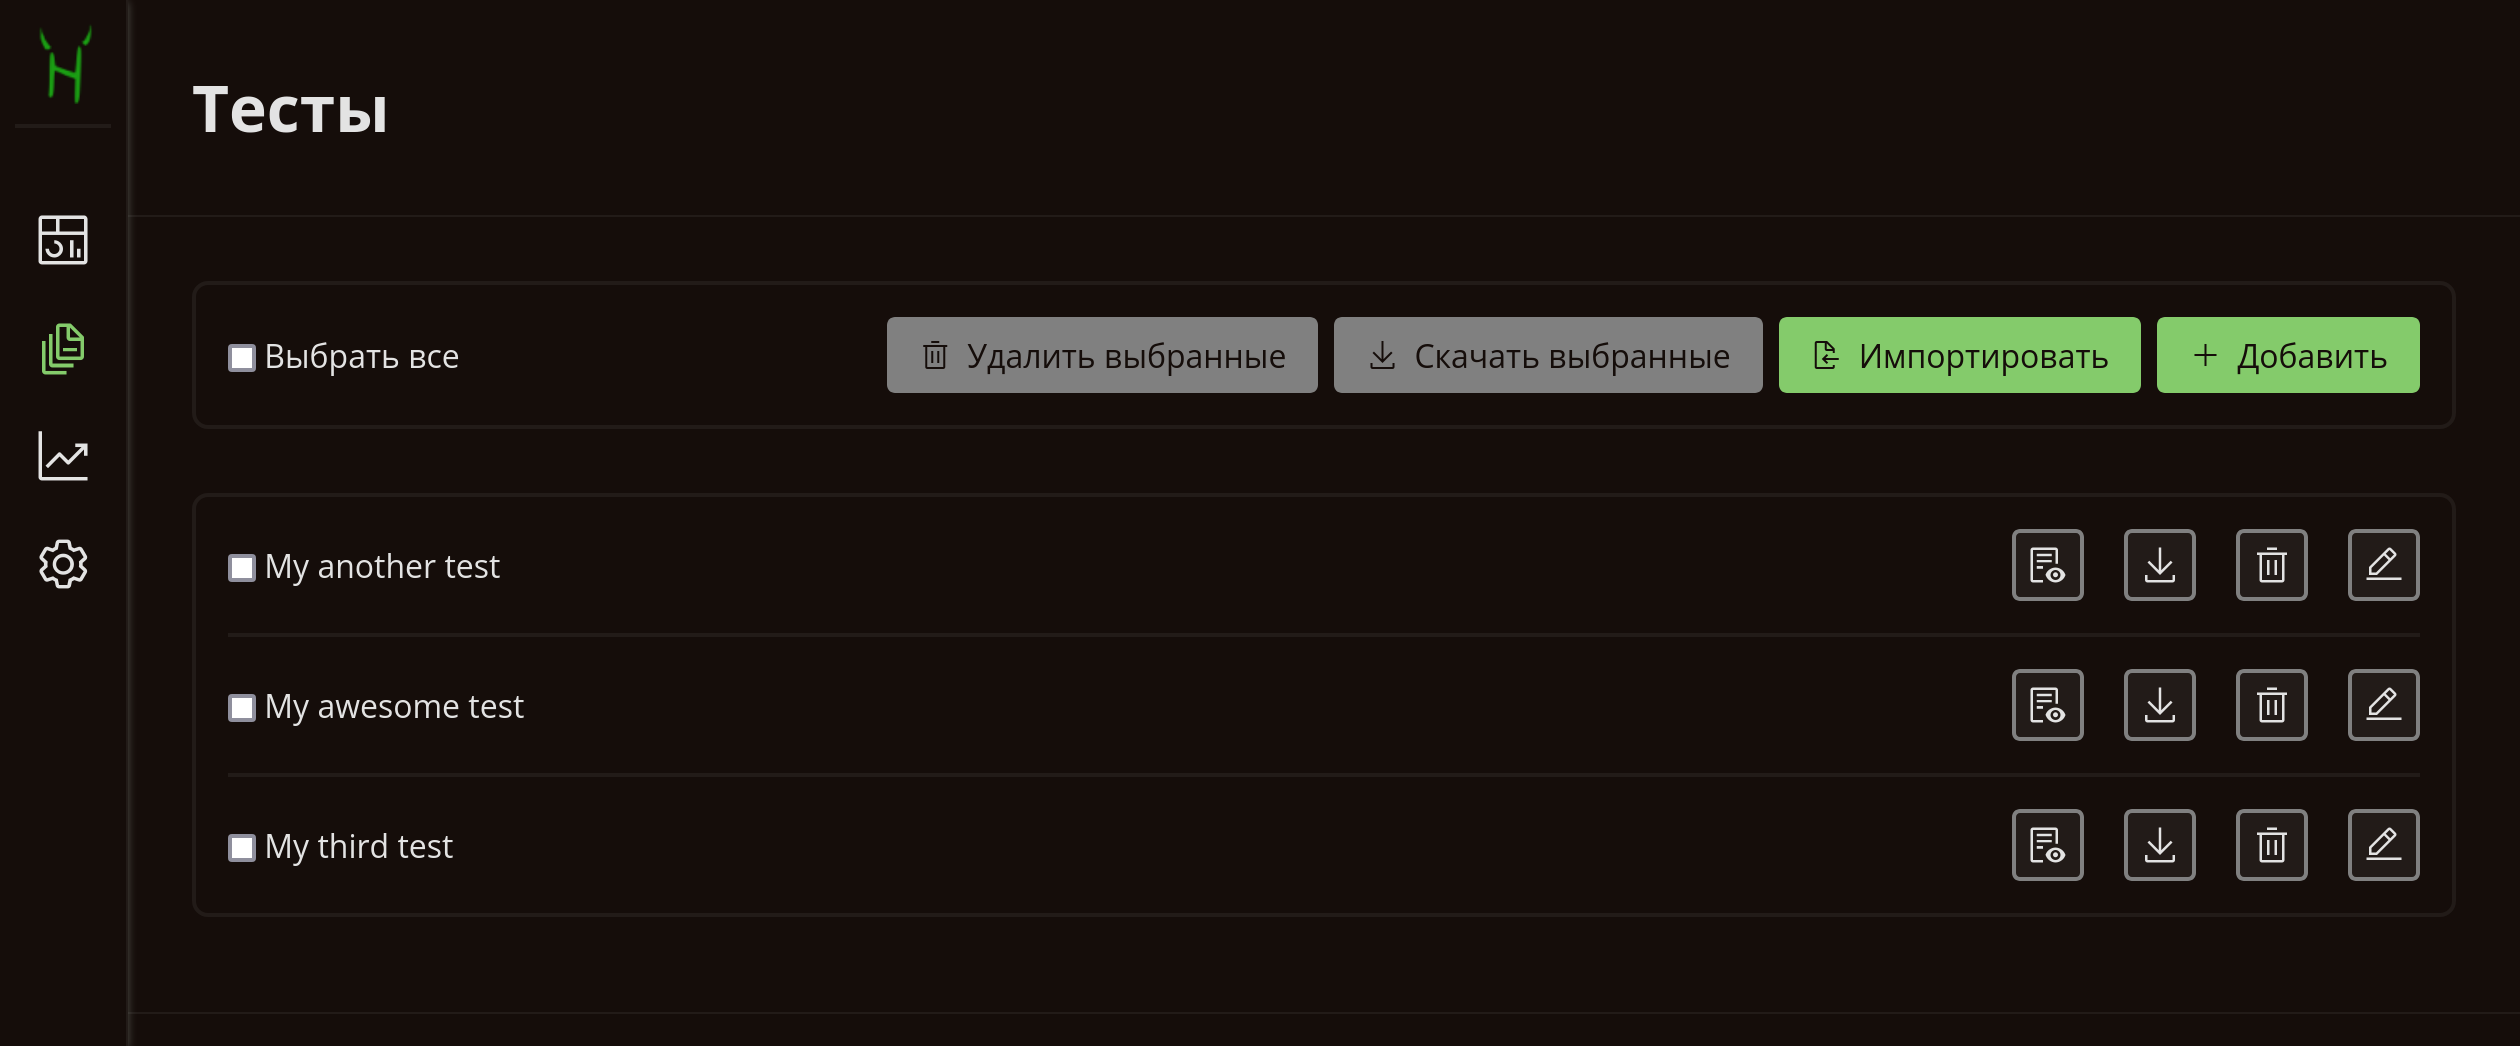 Тесты
Выбрать все
Удалить выбранные
Скачать выбранные
Импортировать
Добавить
My another test
My awesome test
My third test